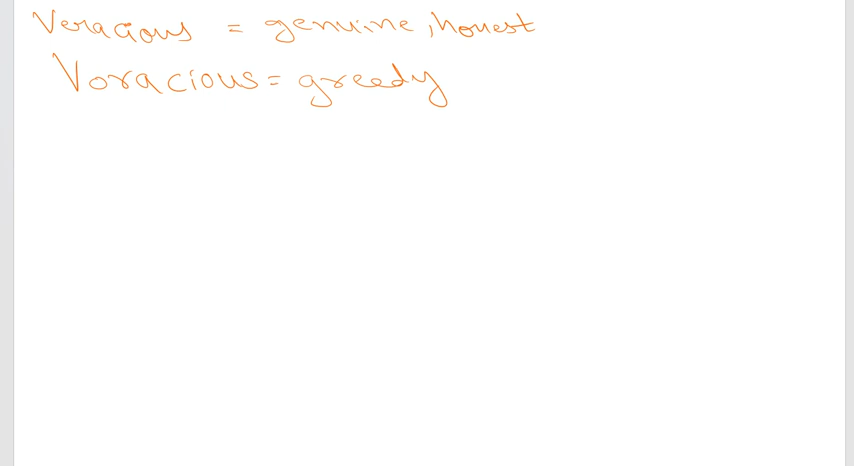 Veracious = genuine, honest
Voracious = greedy